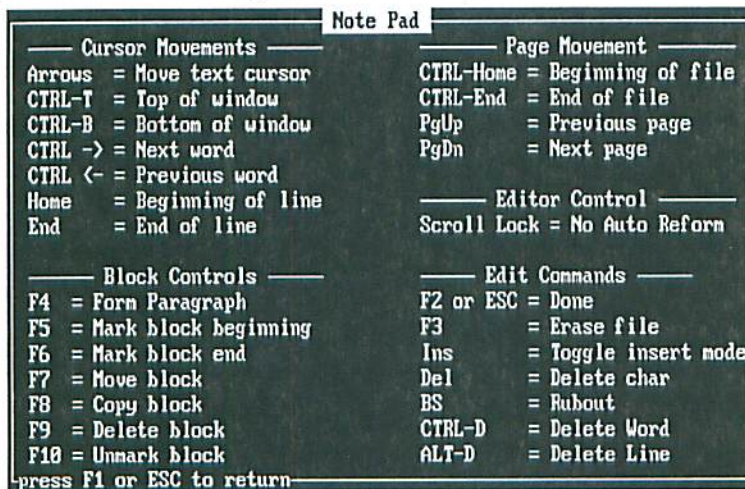 Note Pad
Cursor Movements
Arrows = Move text cursor
CTRL-T = Top of window
CTRL-B = Bottom of window
CTRL -> = Next word
CTRL <- = Previous word
Home = Beginning of line
End = End of line
Page Movement
CTRL-Home = Beginning of file
CTRL-End = End of file
PgUp = Previous page
PgDn = Next page
Editor Control
Scroll Lock = No Auto Reform
Block Controls
F4 = Form Paragraph
F5 = Mark block beginning
F6 = Mark block end
F7 = Move block
F8 = Copy block
F9 = Delete block
F10 = Unmark block
Edit Commands
F2 or ESC = Done
F3 = Erase file
Ins = Toggle insert mode
Del = Delete char
BS = Rubout
CTRL-D = Delete Word
ALT-D = Delete Line
press F1 or ESC to return